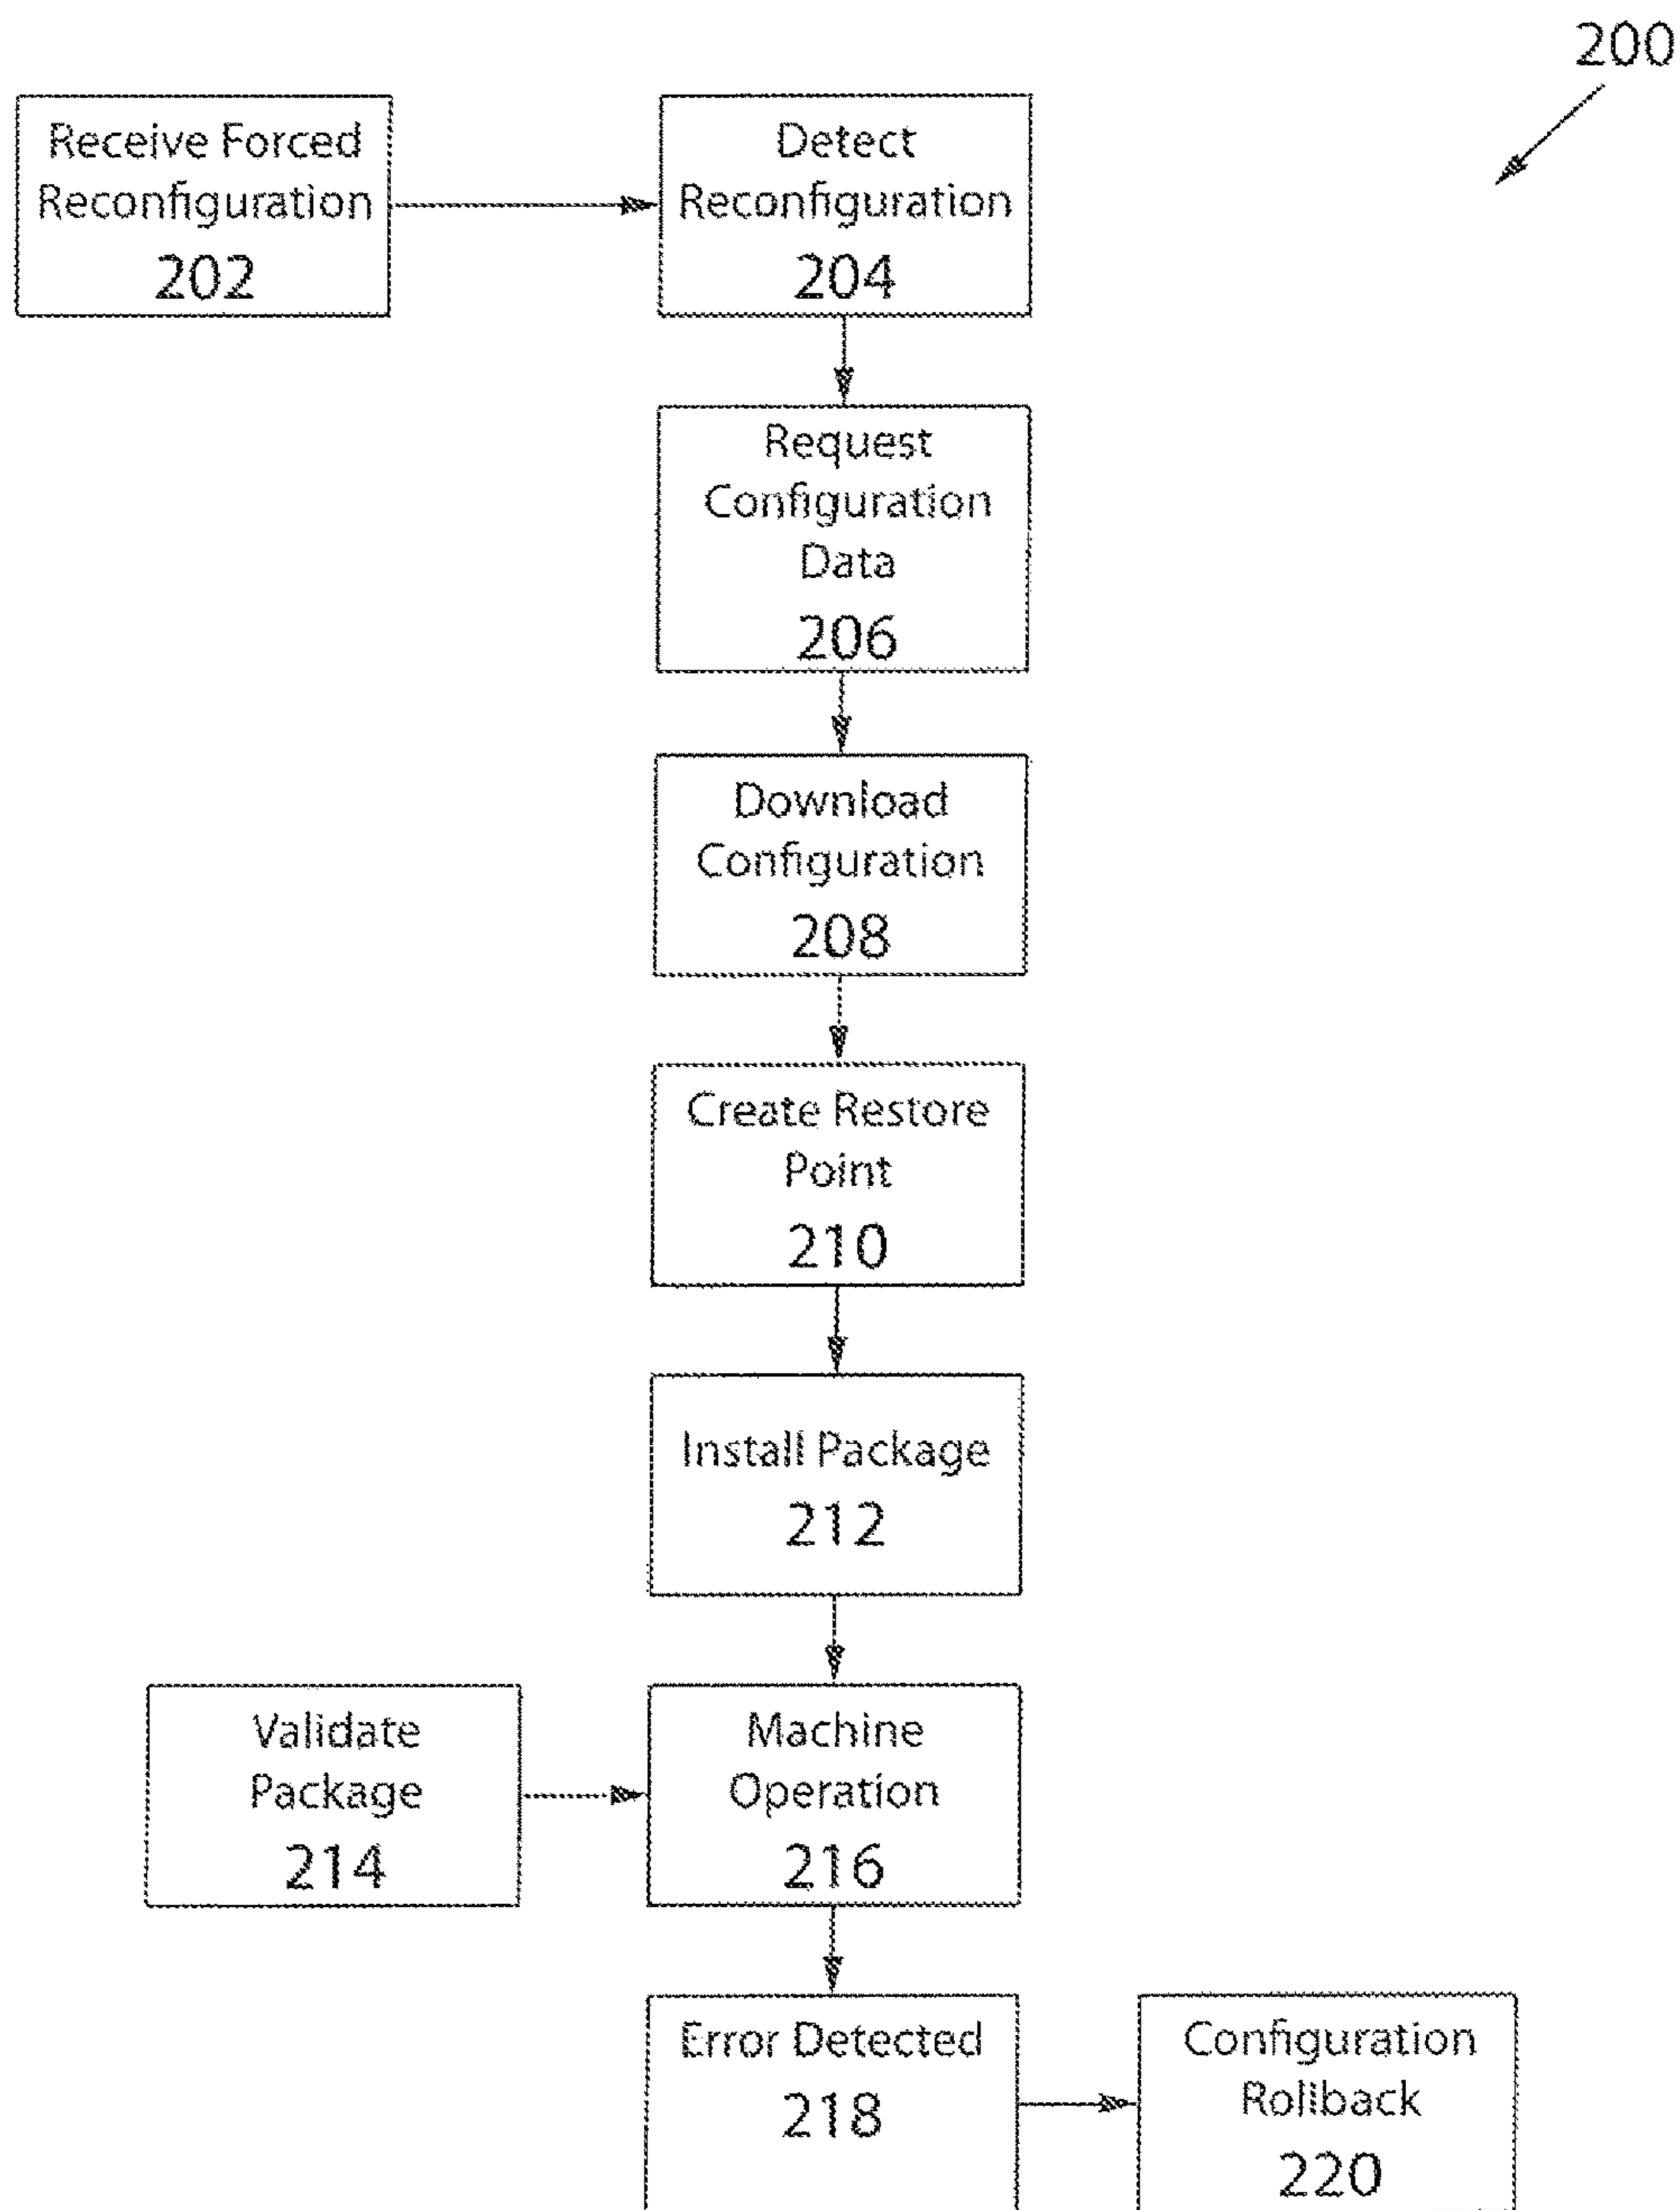 200
Receive Forced
Reconfiguration
202
Detect
Reconfiguration
204
Request
Configuration
Data
206
Download
Configuration
208
Create Restore
Point
210
Install Package
212
Validate
Package
214
Machine
Operation
216
Error Detected
218
Configuration
Rollback
220